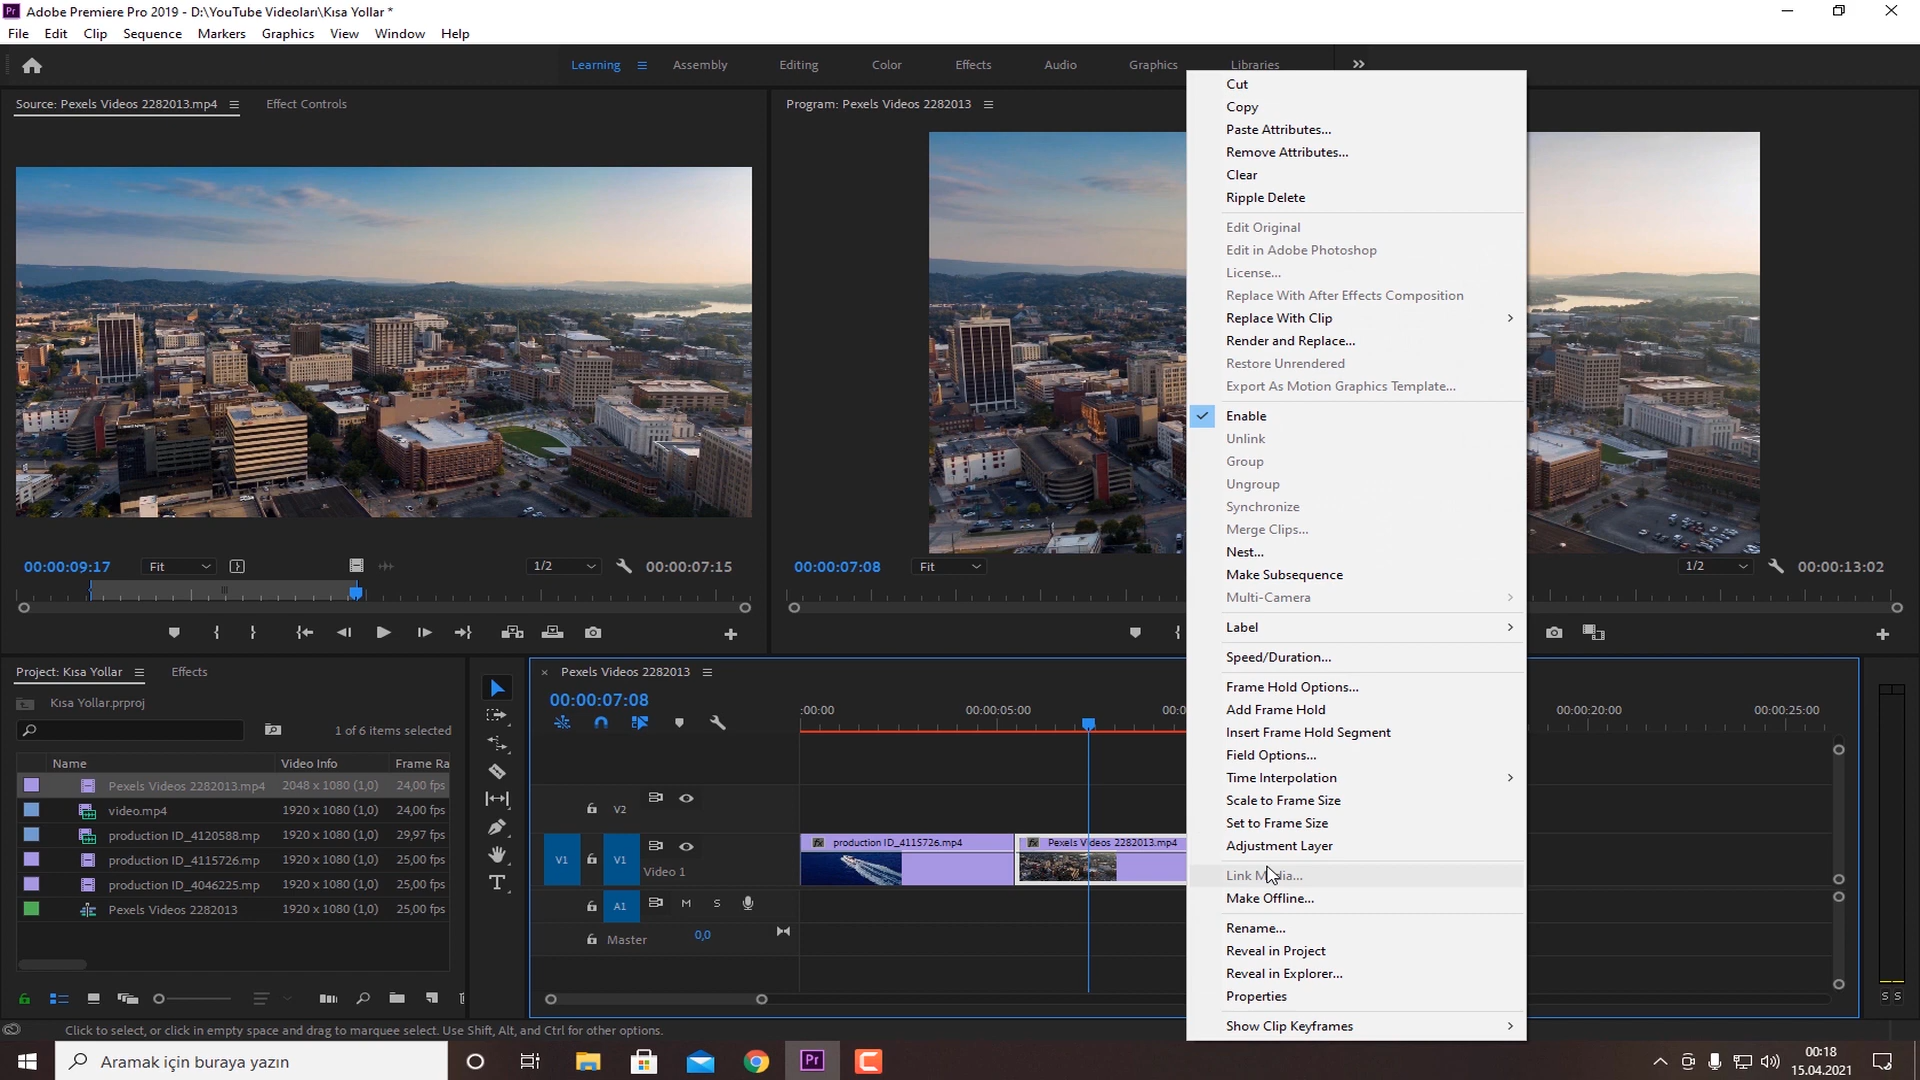 Pr Adobe Premiere Pro 2019 - D:\YouTube Videoları\Kısa Yollar *
File Edit Clip Sequence Markers Graphics View Window Help
Learning Assembly Editing Color Effects Audio Graphics Libraries
Source: Pexels Videos 2282013.mp4 Effect Controls
Program: Pexels Videos 2282013
00:00:09:17 Fit 1/2 00:00:07:15
00:00:07:08 Fit 1/2 00:00:13:02
Cut
Copy
Paste Attributes...
Remove Attributes...
Clear
Ripple Delete
Edit Original
Edit in Adobe Photoshop
License...
Replace With After Effects Composition
Replace With Clip
Render and Replace...
Restore Unrendered
Export As Motion Graphics Template...
Enable
Unlink
Group
Ungroup
Synchronize
Merge Clips...
Nest...
Make Subsequence
Multi-Camera
Label
Speed/Duration...
Frame Hold Options...
Add Frame Hold
Insert Frame Hold Segment
Field Options...
Time Interpolation
Scale to Frame Size
Set to Frame Size
Adjustment Layer
Link Media...
Make Offline...
Rename...
Reveal in Project
Reveal in Explorer...
Properties
Show Clip Keyframes
Project: Kısa Yollar Effects
Kısa Yollar.prproj
1 of 6 items selected
Name Video Info Frame Ra
Pexels Videos 2282013.mp4 2048 x 1080 (1,0) 24,00 fps
video.mp4 1920 x 1080 (1,0) 24,00 fps
production ID_4120588.mp 1920 x 1080 (1,0) 29,97 fps
production ID_4115726.mp 1920 x 1080 (1,0) 25,00 fps
production ID_4046225.mp 1920 x 1080 (1,0) 25,00 fps
Pexels Videos 2282013 1920 x 1080 (1,0) 25,00 fps
Pexels Videos 2282013
00:00:07:08
:00:00 00:00:05:00 00:0 00:00:20:00 00:00:25:00
V2
V1 V1 Video 1
production ID_4115726.mp4 Pexels Videos 2282013.mp4
A1 M S
Master 0,0
S S
Click to select, or click in empty space and drag to marquee select. Use Shift, Alt, and Ctrl for other options.
Aramak için buraya yazın
Pr
00:18
15.04.2021